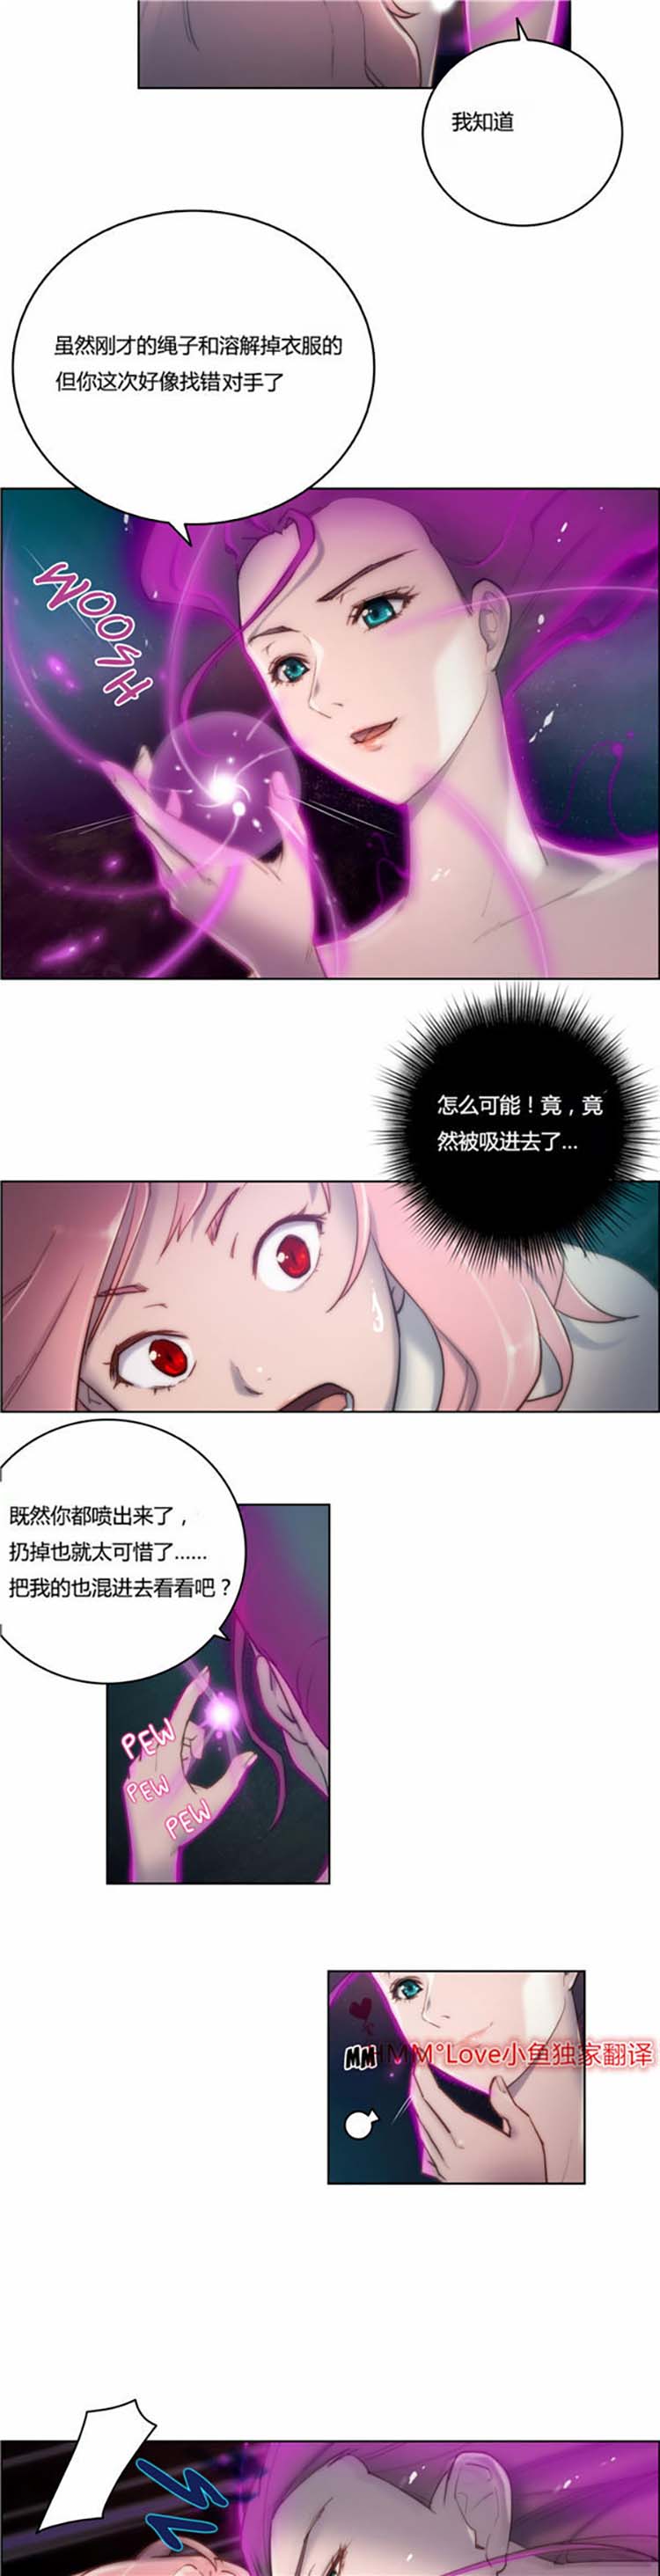 我知道
虽然刚才的绳子和溶解掉衣服的
但你这次好像找错对手了
WOOM
怎么可能！竟，竟
然被吸进去了...
既然你都喷出来了，
扔掉也就太可惜了......
把我的也混进去看看吧？
PEW
PEW
PEW
MM
HMM°Love小鱼独家翻译